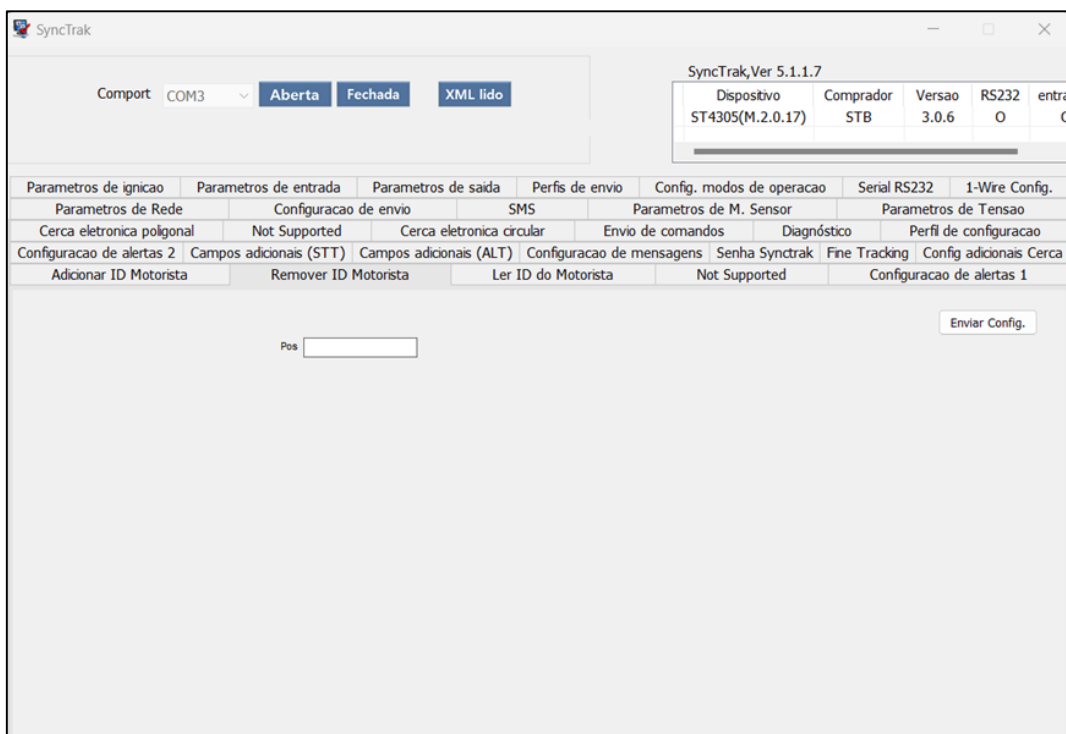 SyncTrak
SyncTrak,Ver 5.1.1.7
Comport COM3 Aberta Fechada XML lido
Dispositivo Comprador Versao RS232 entra
ST4305(M.2.0.17) STB 3.0.6 O
Parametros de ignicao Parametros de entrada Parametros de saida Perfis de envio Config. modos de operacao Serial RS232 1-Wire Config.
Parametros de Rede Configuracao de envio SMS Parametros de M. Sensor Parametros de Tensao
Cerca eletronica poligonal Not Supported Cerca eletronica circular Envio de comandos Diagnóstico Perfil de configuracao
Configuracao de alertas 2 Campos adicionais (STT) Campos adicionais (ALT) Configuracao de mensagens Senha Synctrak Fine Tracking Config adicionais Cerca
Adicionar ID Motorista Remover ID Motorista Ler ID do Motorista Not Supported Configuracao de alertas 1
Enviar Config.
Pos